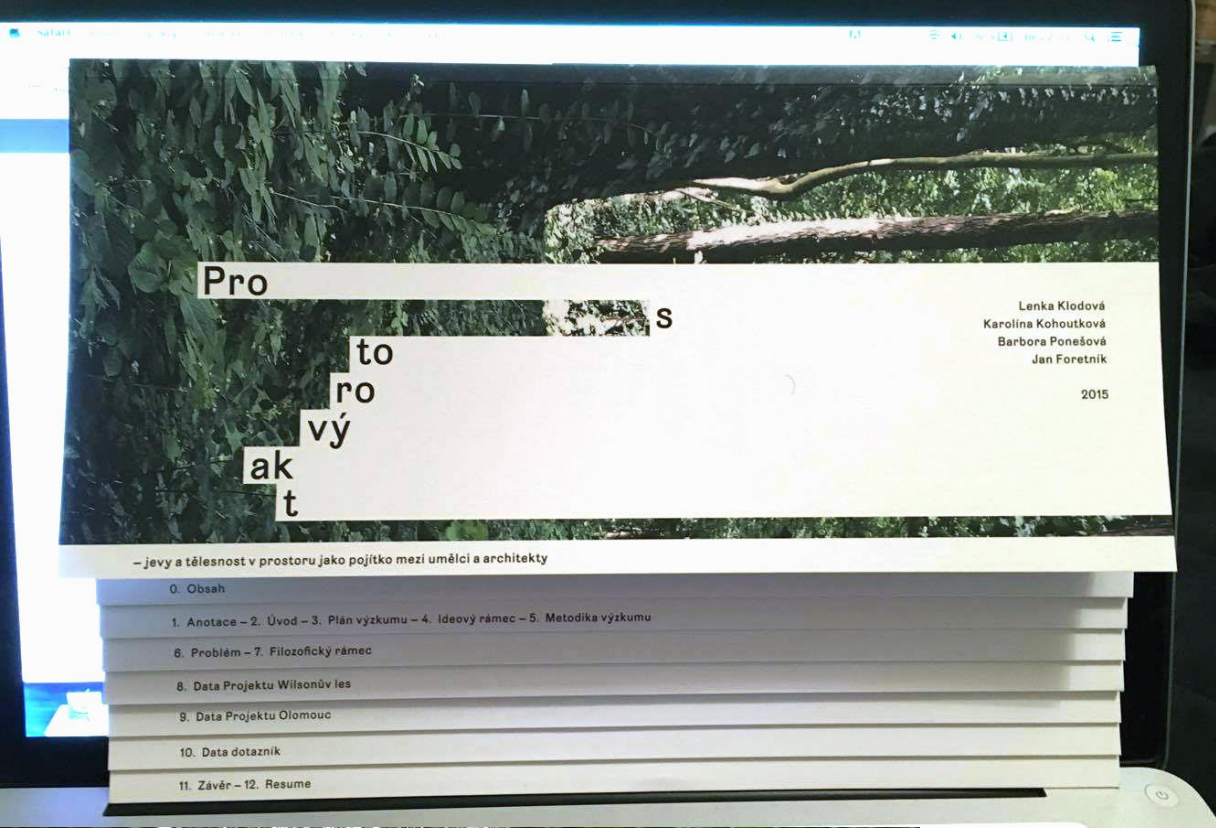 Safari
Pro
s
to
ro
vý
ak
t
Lenka Klodová
Karolína Kohoutková
Barbora Ponešová
Jan Foretník
2015
– jevy a tělesnost v prostoru jako pojítko mezi umělci a architekty
0. Obsah
1. Anotace – 2. Úvod – 3. Plán výzkumu – 4. Ideový rámec – 5. Metodika výzkumu
6. Problém – 7. Filozofický rámec
8. Data Projektu Wilsonův les
9. Data Projektu Olomouc
10. Data dotazník
11. Závěr – 12. Resume